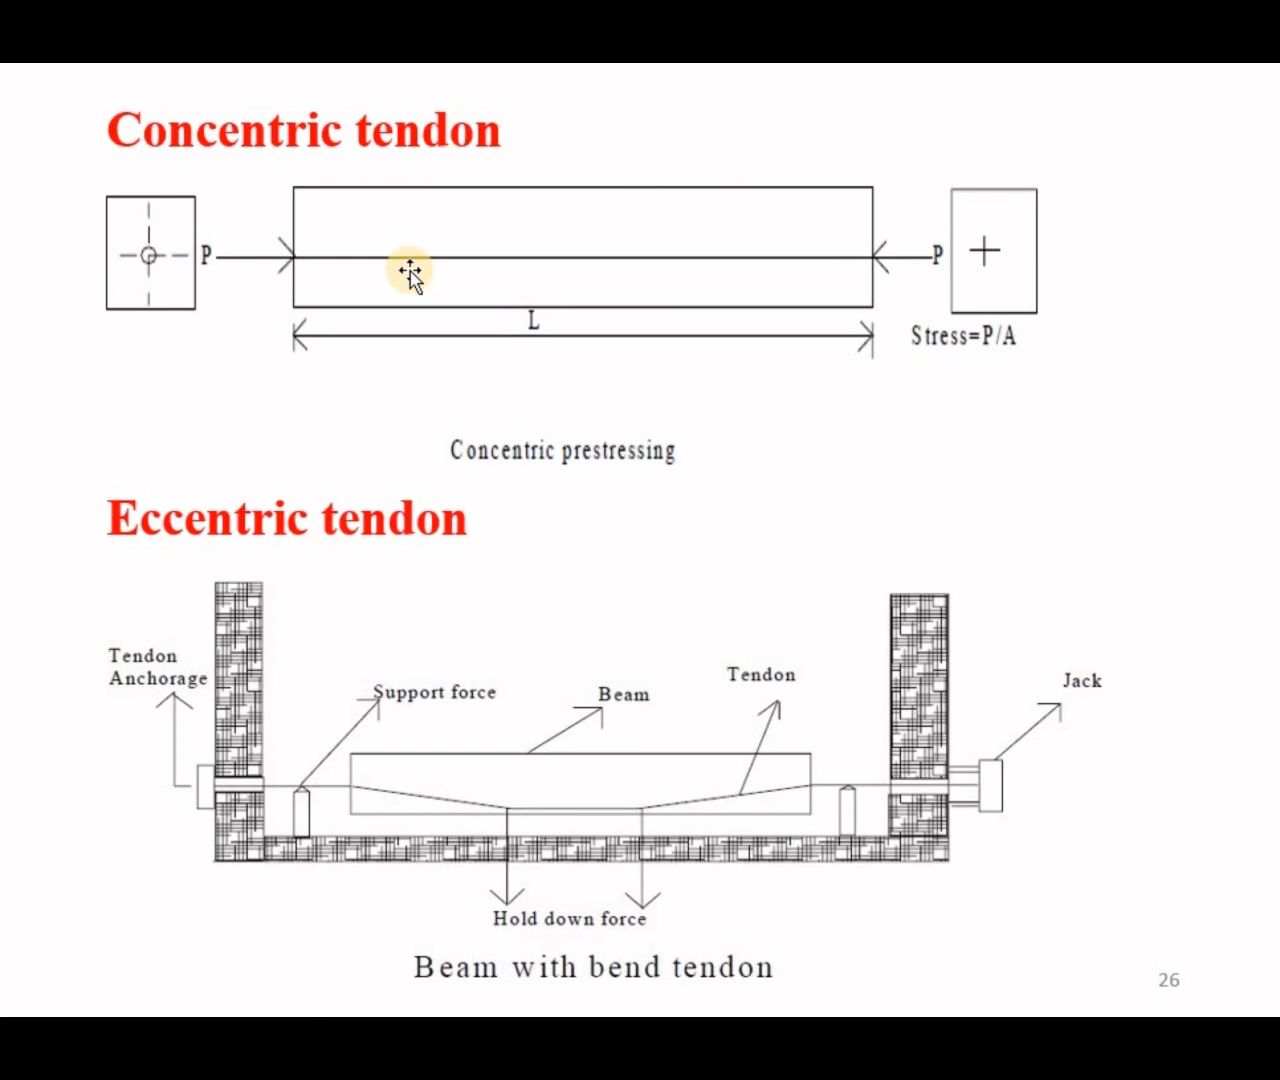 Concentric tendon
P
P
L
Stress=P/A
Concentric prestressing
Eccentric tendon
Tendon
Anchorage
Support force
Beam
Tendon
Jack
Hold down force
Beam with bend tendon
26